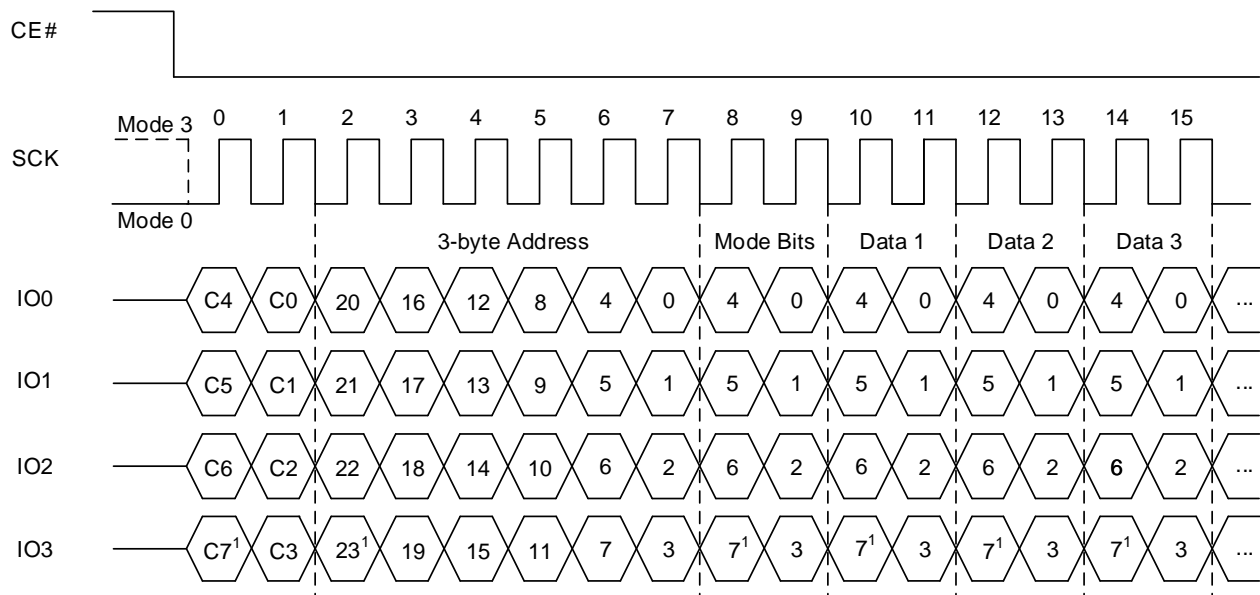 CE#
0 1 2 3 4 5 6 7 8 9 10 11 12 13 14 15
Mode 3
SCK
Mode 0
3-byte Address Mode Bits Data 1 Data 2 Data 3
IO0 C4 C0 20 16 12 8 4 0 4 0 4 0 4 0 4 0 ...
IO1 C5 C1 21 17 13 9 5 1 5 1 5 1 5 1 5 1 ...
IO2 C6 C2 22 18 14 10 6 2 6 2 6 2 6 2 6 2 ...
IO3 C7¹ C3 23¹ 19 15 11 7 3 7¹ 3 7¹ 3 7¹ 3 7¹ 3 ...